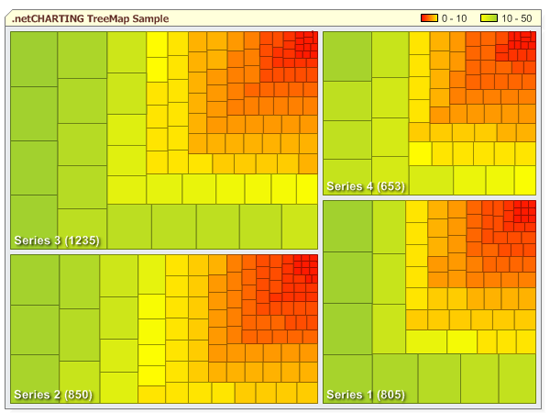 .netCHARTING TreeMap Sample
0 - 10
10 - 50
Series 3 (1235)
Series 4 (653)
Series 2 (850)
Series 1 (805)